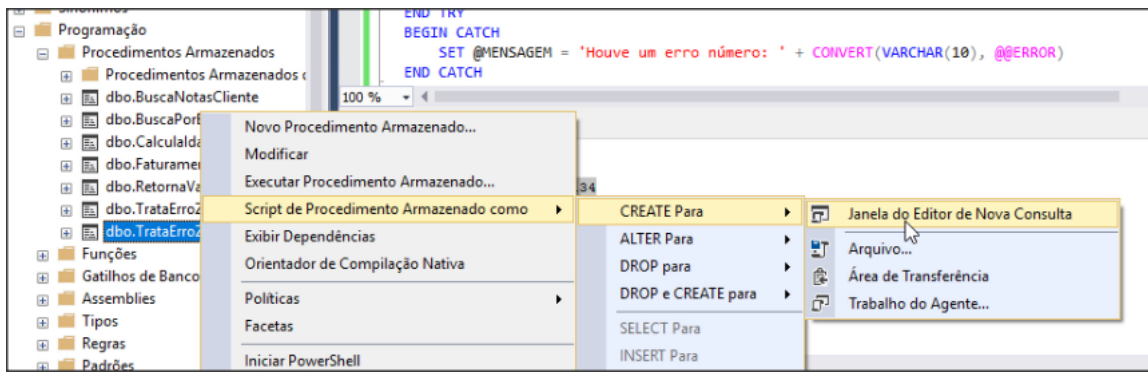 Sinônimos
Programação
Procedimentos Armazenados
Procedimentos Armazenados
dbo.BuscaNotasCliente
dbo.BuscaPorE
dbo.CalculaIda
dbo.Faturamer
dbo.RetornaVa
dbo.TrataErroZ
dbo.TrataErroZ
Funções
Gatilhos de Banco
Assemblies
Tipos
Regras
Padrões
END TRY
BEGIN CATCH
SET @MENSAGEM = 'Houve um erro número: ' + CONVERT(VARCHAR(10), @@ERROR)
END CATCH
100 %
34
Novo Procedimento Armazenado...
Modificar
Executar Procedimento Armazenado...
Script de Procedimento Armazenado como
Exibir Dependências
Orientador de Compilação Nativa
Políticas
Facetas
Iniciar PowerShell
CREATE Para
ALTER Para
DROP para
DROP e CREATE para
SELECT Para
INSERT Para
Janela do Editor de Nova Consulta
Arquivo...
Área de Transferência
Trabalho do Agente...